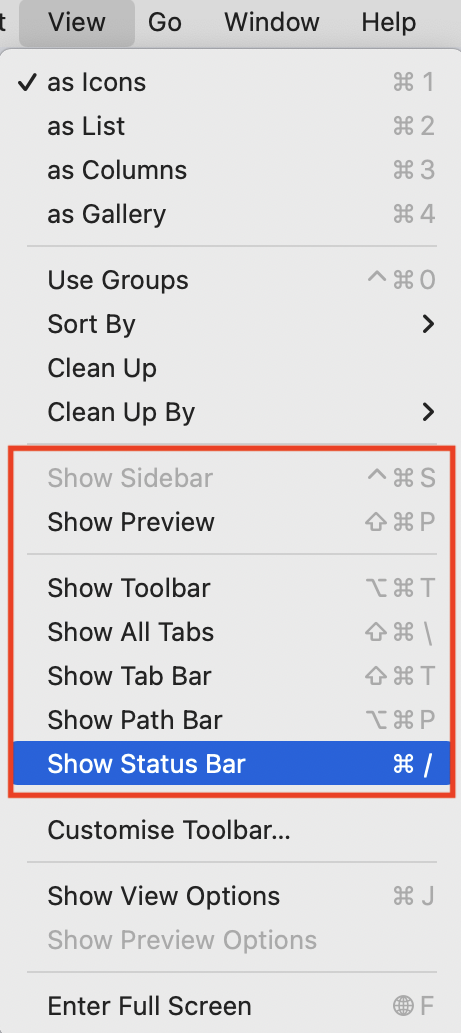 t View Go Window Help
✓ as Icons ⌘ 1
as List ⌘ 2
as Columns ⌘ 3
as Gallery ⌘ 4
Use Groups ^ ⌘ 0
Sort By >
Clean Up
Clean Up By >
Show Sidebar ^ ⌘ S
Show Preview ⇧ ⌘ P
Show Toolbar ⌥ ⌘ T
Show All Tabs ⇧ ⌘ \
Show Tab Bar ⇧ ⌘ T
Show Path Bar ⌥ ⌘ P
Show Status Bar ⌘ /
Customise Toolbar...
Show View Options ⌘ J
Show Preview Options
Enter Full Screen 🌐 F